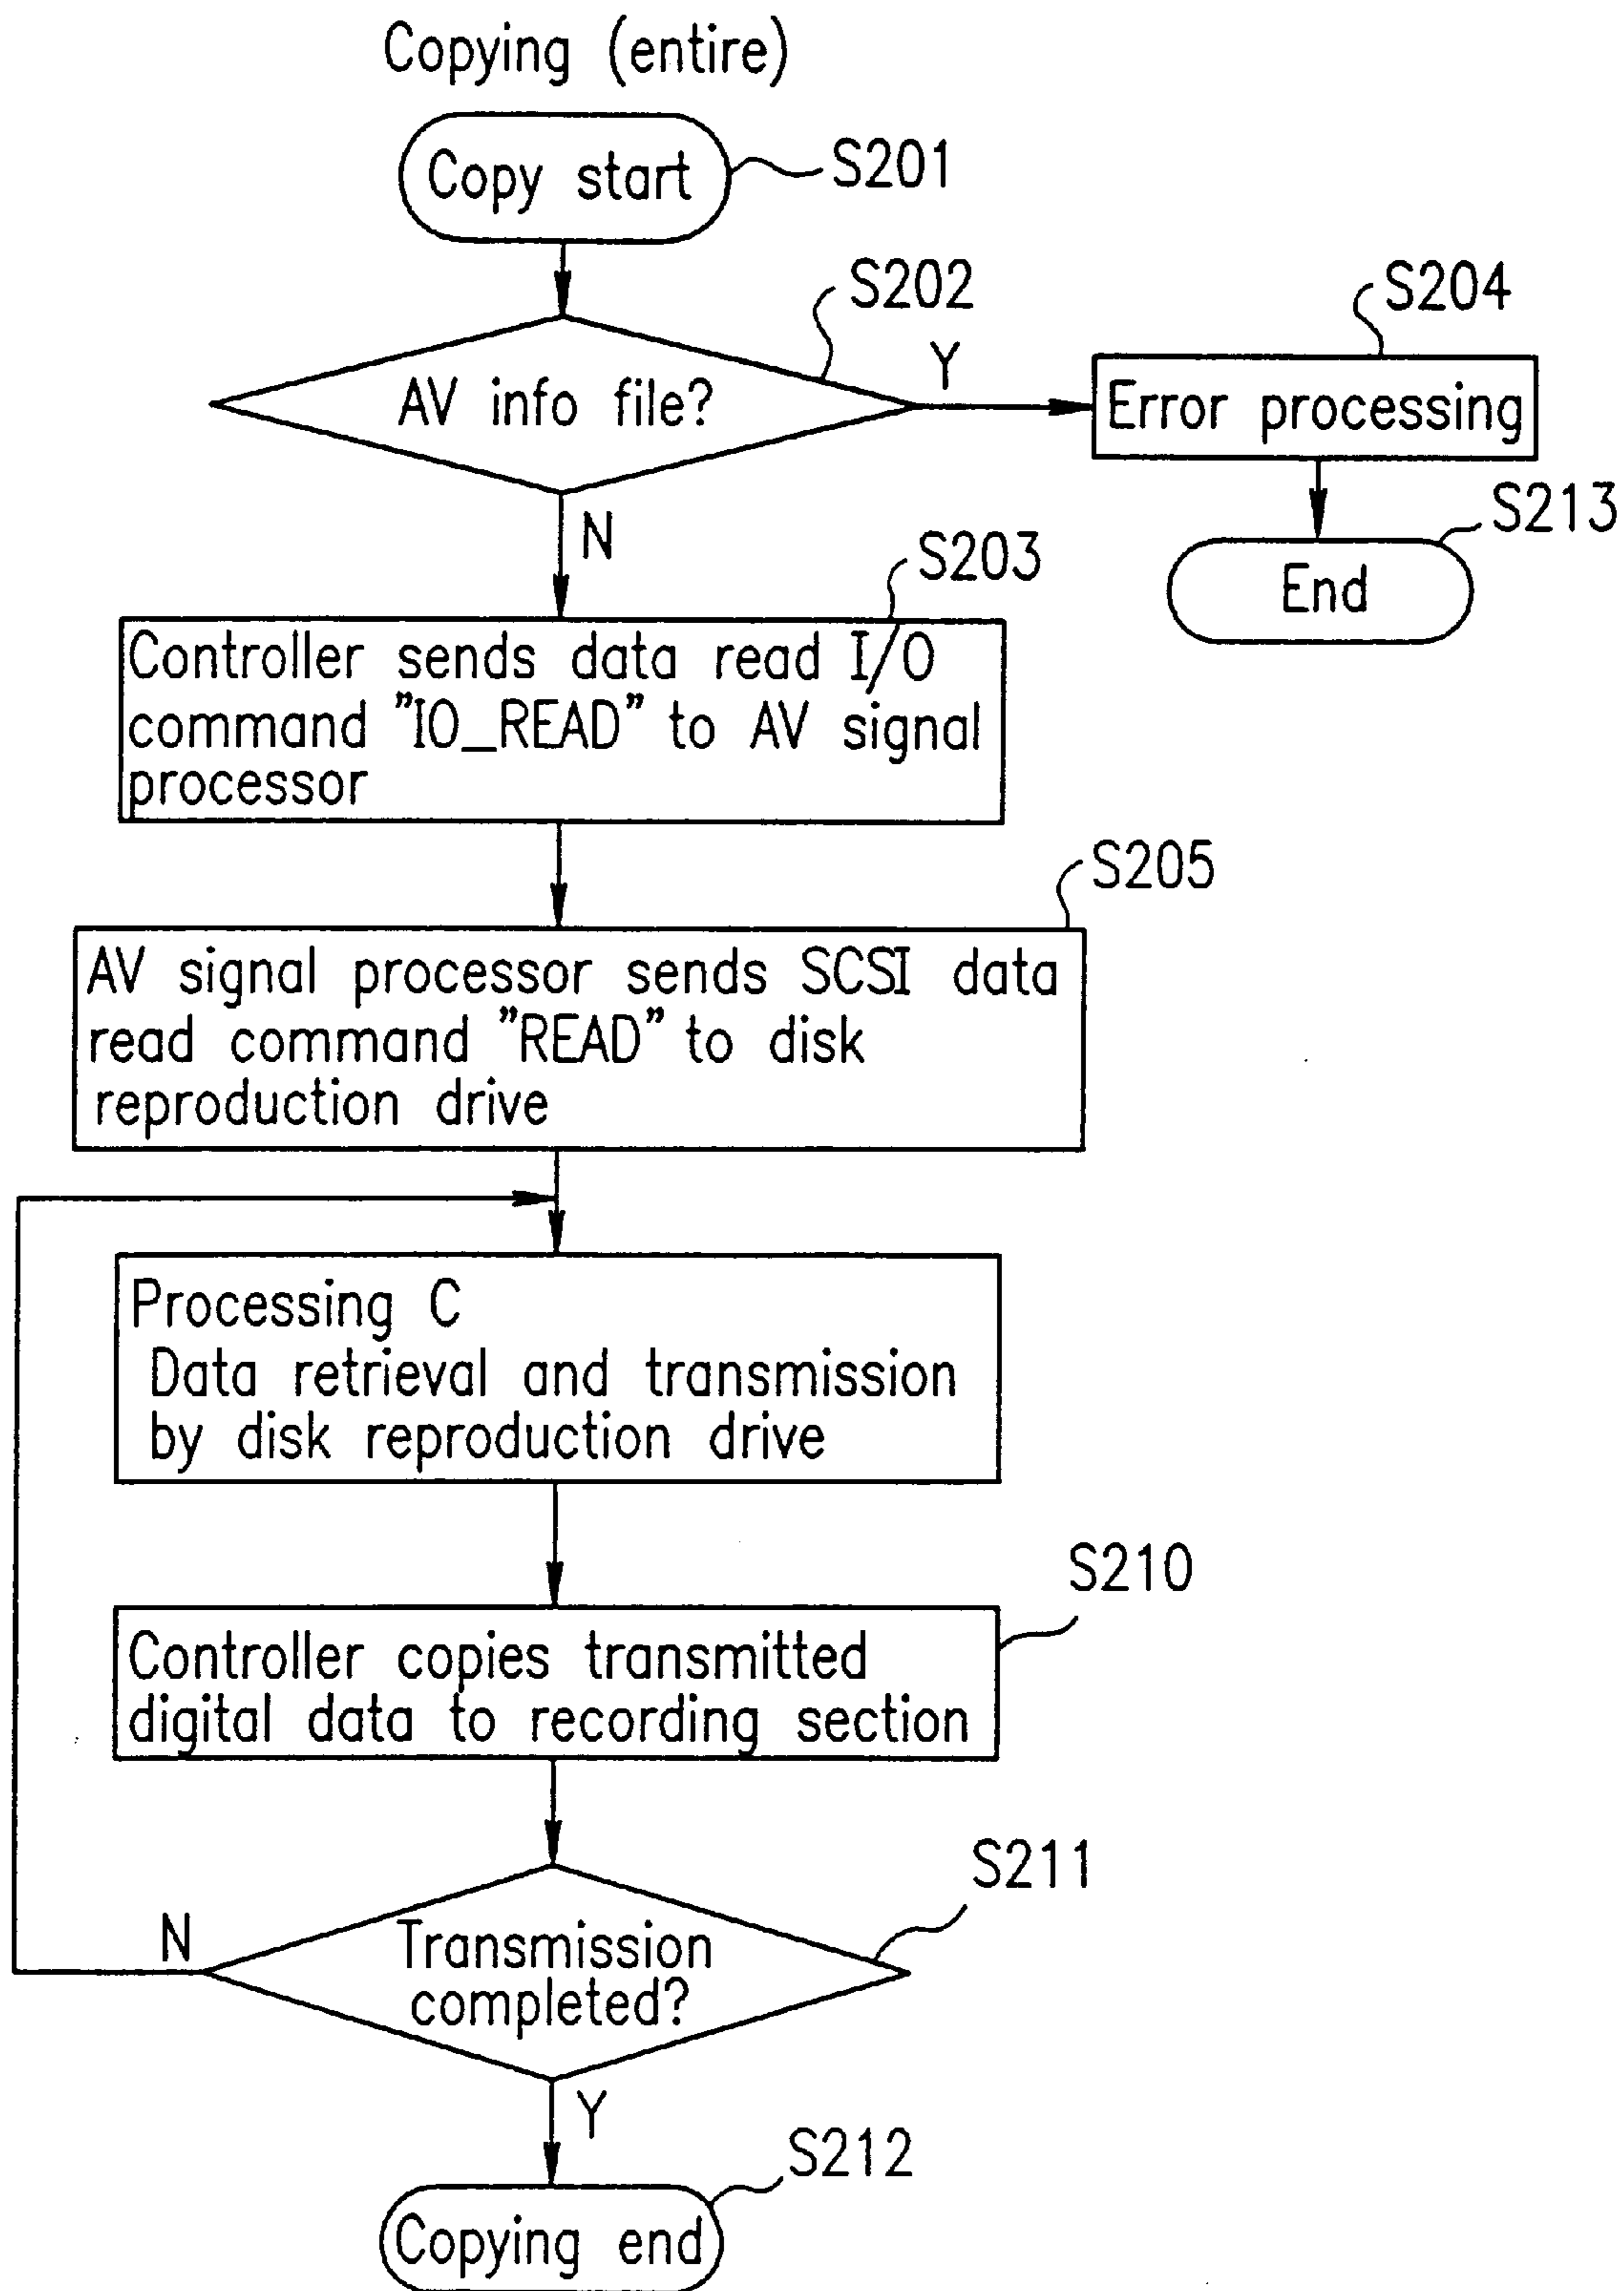 Copying (entire)
Copy start
S201
S202
AV info file?
Y
S204
Error processing
S213
End
N
S203
Controller sends data read I/O
command "IO_READ" to AV signal
processor
S205
AV signal processor sends SCSI data
read command "READ" to disk
reproduction drive
Processing C
Data retrieval and transmission
by disk reproduction drive
S210
Controller copies transmitted
digital data to recording section
S211
N
Transmission
completed?
Y
S212
Copying end